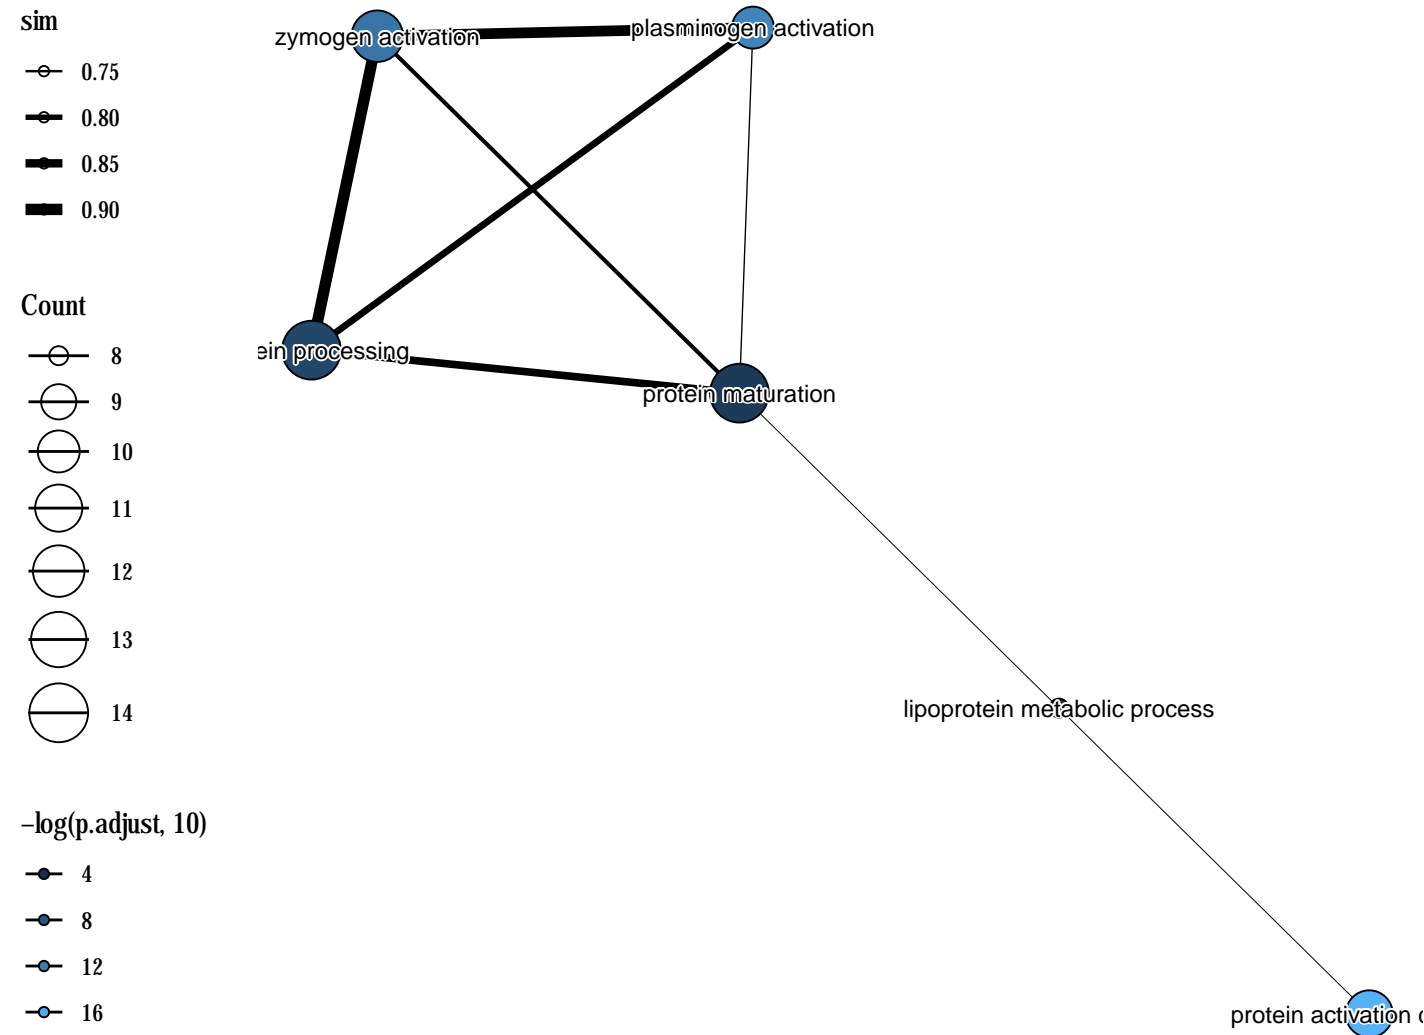 sim
0.75
0.80
0.85
0.90
Count
8
9
10
11
12
13
14
–log(p.adjust, 10)
4
8
12
16
zymogen activation
plasminogen activation
ein processing
protein maturation
lipoprotein metabolic process
protein activation c